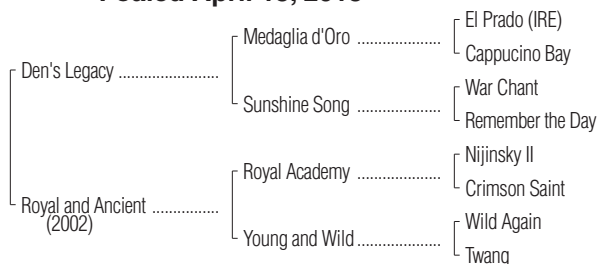 Foaled April
El Prado (IRE)
Medaglia d'Oro ....................
Cappucino Bay
Den's Legacy ........................
War Chant
Sunshine Song ....................
Remember the Day
Nijinsky II
Royal Academy ....................
Crimson Saint
Royal and Ancient ................
(2002)
Wild Again
Young and Wild ....................
Twang